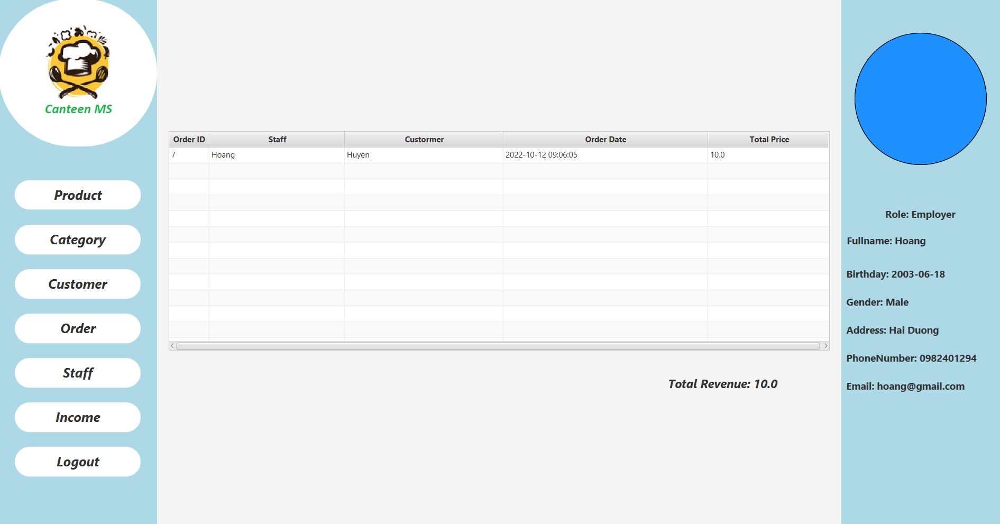 Canteen MS
Product
Category
Customer
Order
Staff
Income
Logout
Order ID Staff Custormer Order Date Total Price
7 Hoang Huyen 2022-10-12 09:06:05 10.0
Total Revenue: 10.0
Role: Employer
Fullname: Hoang
Birthday: 2003-06-18
Gender: Male
Address: Hai Duong
PhoneNumber: 0982401294
Email: hoang@gmail.com